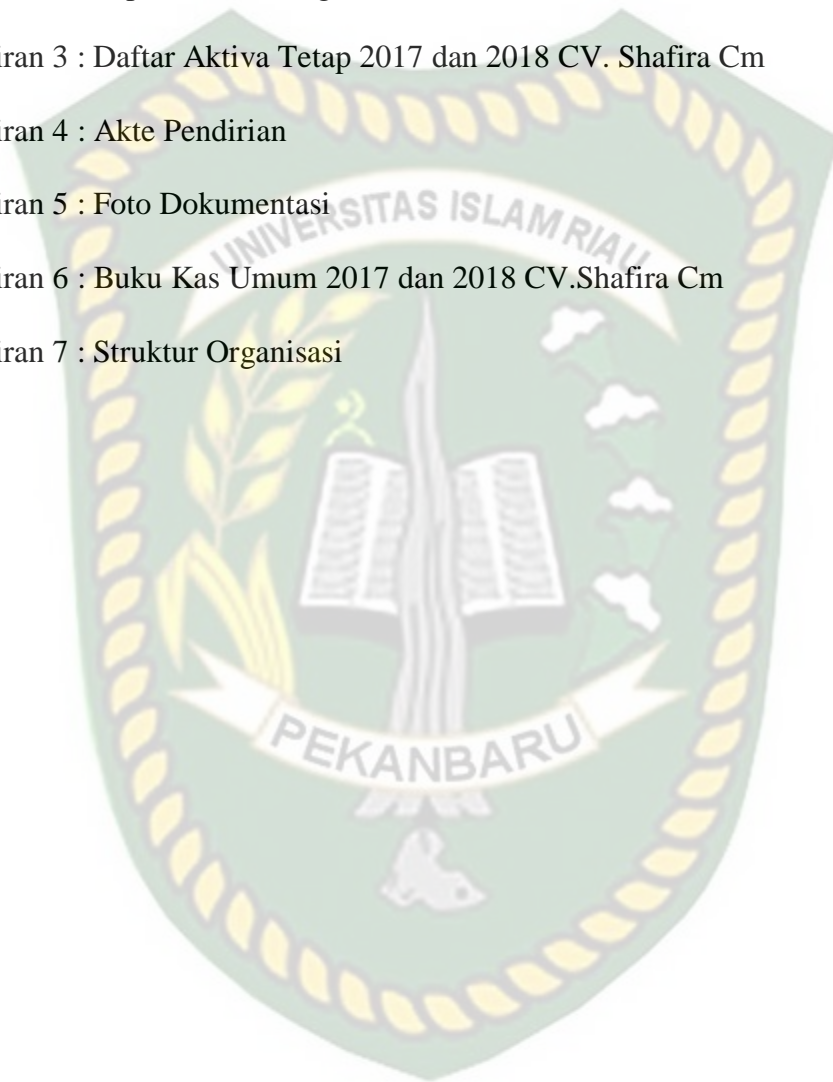 iran 3 : Daftar Aktiva Tetap 2017 dan 2018 CV. Shafira Cm
iran 4 : Akte Pendirian
iran 5 : Foto Dokumentasi
UNIVERSITAS ISLAM RIAU
iran 6 : Buku Kas Umum 2017 dan 2018 CV.Shafira Cm
iran 7 : Struktur Organisasi
PEKANBARU